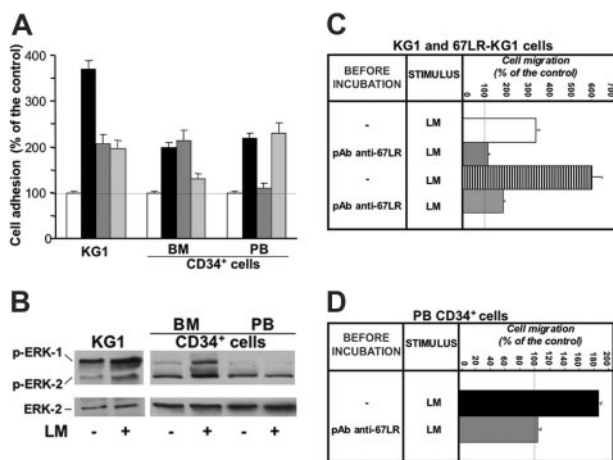 A
Cell adhesion (% of the control)
400
300
200
100
0
KG1
BM
PB
CD34+ cells
B
KG1
BM
PB
CD34+ cells
p-ERK-1
p-ERK-2
ERK-2
LM - + - + - +
C
KG1 and 67LR-KG1 cells
BEFORE INCUBATION
STIMULUS
Cell migration
(% of the control)
0 100 200 300 400 500 600 700
- LM
pAb anti-67LR LM
- LM
pAb anti-67LR LM
D
PB CD34+ cells
BEFORE INCUBATION
STIMULUS
Cell migration
(% of the control)
0 20 40 60 80 100 120 140 160 180 200
- LM
pAb anti-67LR LM